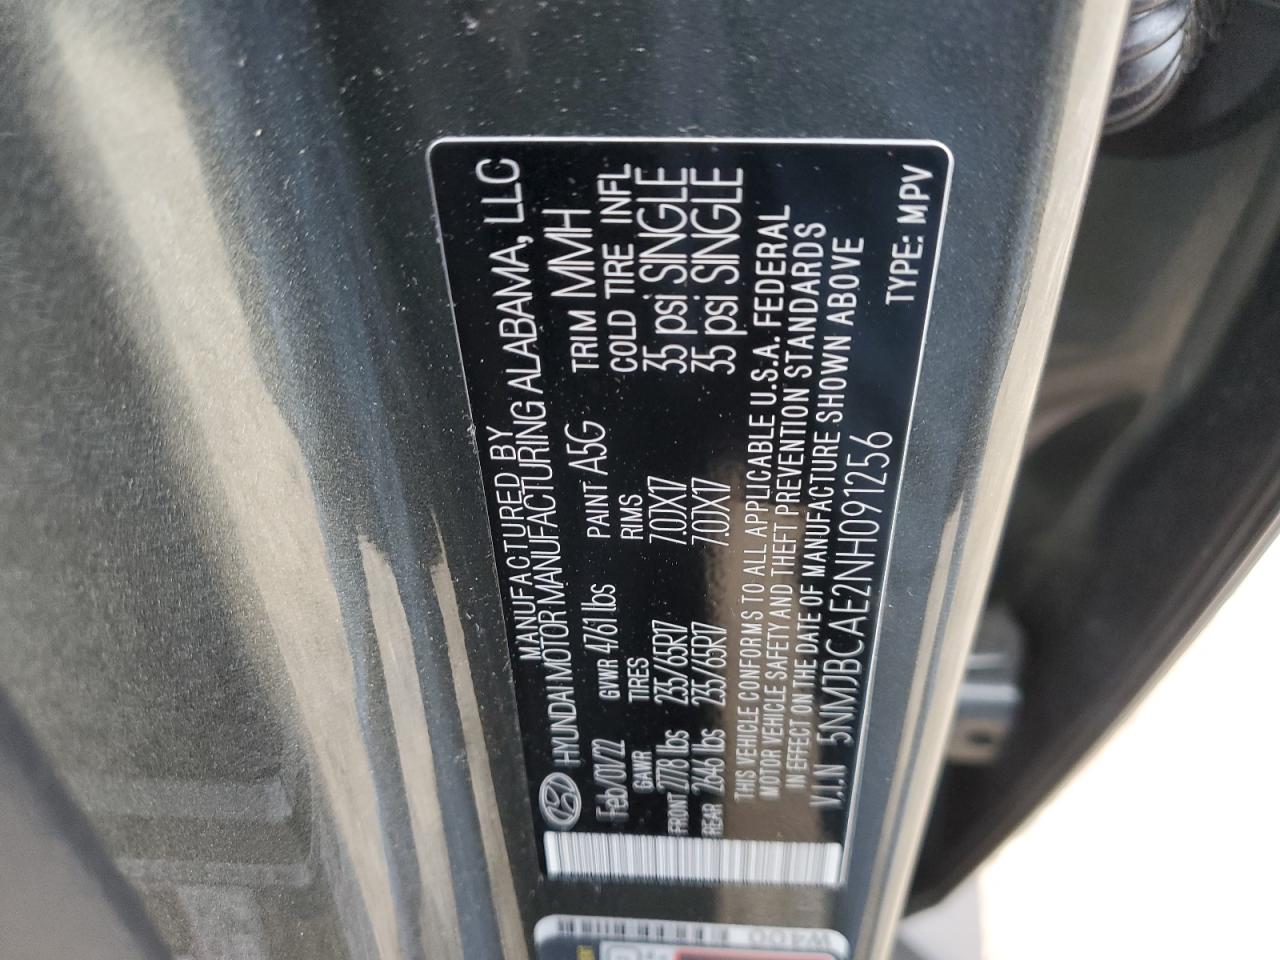 MANUFACTURED BY
HYUNDAI MOTOR MANUFACTURING ALABAMA, LLC
Feb/01/22 GVWR 4761 lbs PAINT A5G TRIM MMH
GAWR TIRES RIMS COLD TIRE INFL
FRONT 2778 lbs 235/65R17 7.0JX17 35 psi SINGLE
REAR 2646 lbs 235/65R17 7.0JX17 35 psi SINGLE
THIS VEHICLE CONFORMS TO ALL APPLICABLE U.S.A. FEDERAL
MOTOR VEHICLE SAFETY AND THEFT PREVENTION STANDARDS
IN EFFECT ON THE DATE OF MANUFACTURE SHOWN ABOVE
V.I.N 5NMJBCAE2NH091256 TYPE: MPV
W400